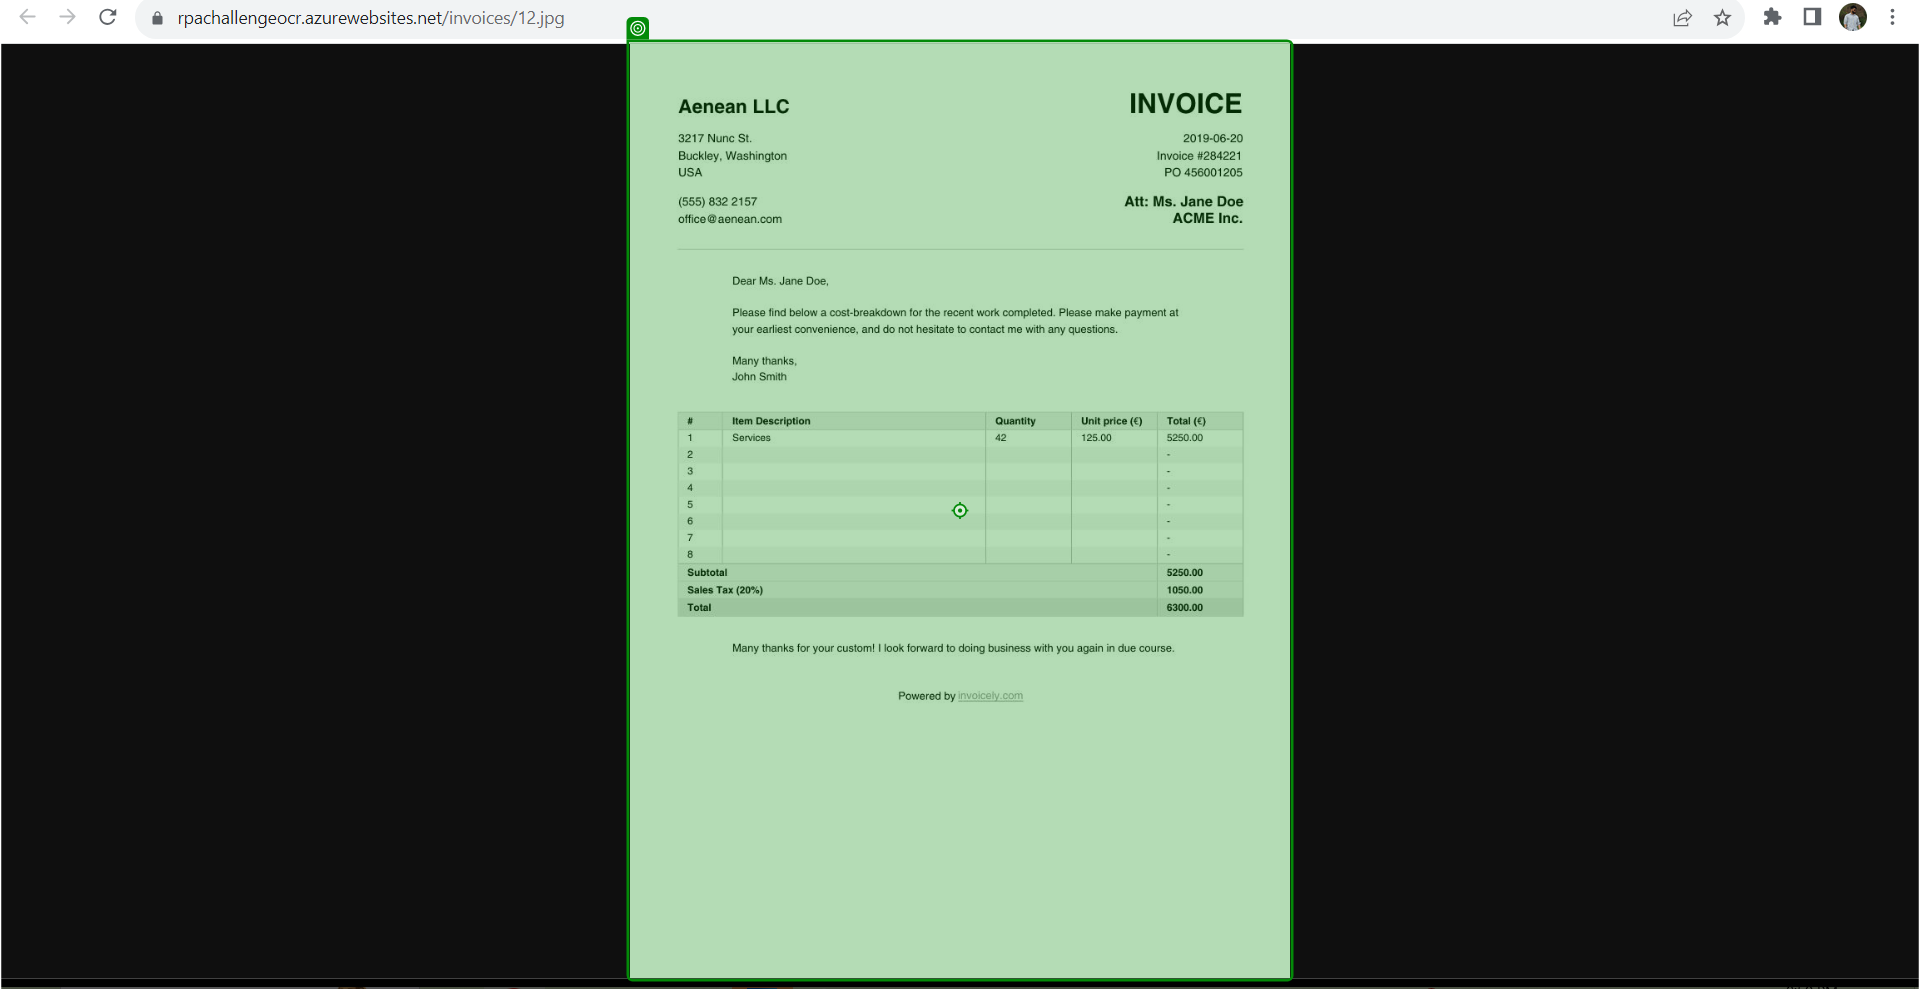 rpachallengeocr.azurewebsites.net/invoices/12.jpg
Aenean LLC
INVOICE
3217 Nunc St.
Buckley, Washington
USA
2019-06-20
Invoice #284221
PO 456001205
(555) 832 2157
office@aenean.com
Att: Ms. Jane Doe
ACME Inc.
Dear Ms. Jane Doe,
Please find below a cost-breakdown for the recent work completed. Please make payment at
your earliest convenience, and do not hesitate to contact me with any questions.
Many thanks,
John Smith
# Item Description Quantity Unit price (€) Total (€)
1 Services 42 125.00 5250.00
2 -
3 -
4 -
5 -
6 -
7 -
8 -
Subtotal 5250.00
Sales Tax (20%) 1050.00
Total 6300.00
Many thanks for your custom! I look forward to doing business with you again in due course.
Powered by invoicely.com